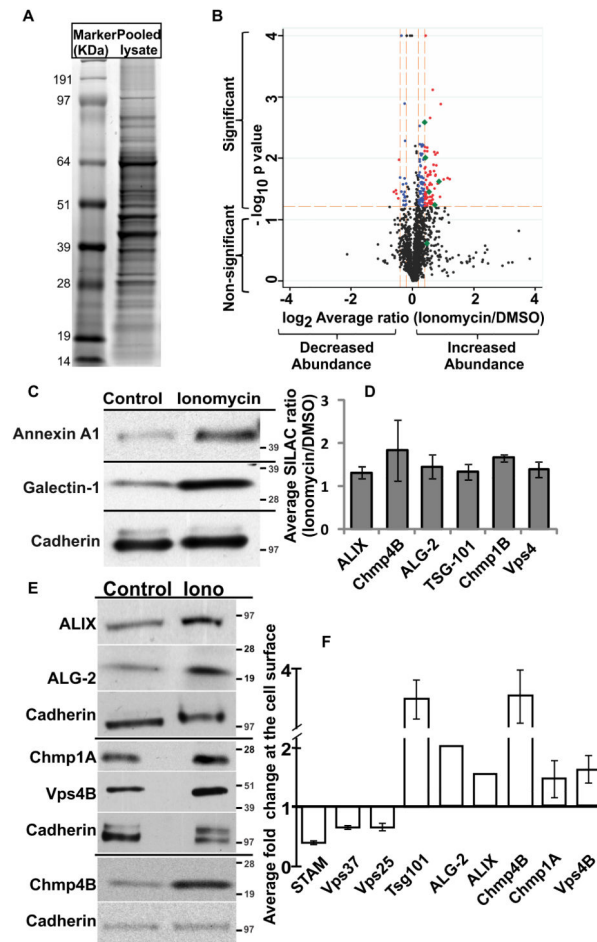 A
Marker Pooled
(KDa) lysate
191
97
64
51
39
28
19
14
B
Significant
Non-significant
- log10 p value
4
3
2
1
0
-4 -2 0 2 4
log2 Average ratio (Ionomycin/DMSO)
Decreased Abundance
Increased Abundance
C
Control Ionomycin
Annexin A1
39
Galectin-1
39
28
Cadherin
97
D
Average SILAC ratio
(Ionomycin/DMSO)
3
2
1
0
ALIX
Chmp4B
ALG-2
TSG-101
Chmp1B
Vps4
E
Control Iono
ALIX
97
ALG-2
28
19
Cadherin
97
Chmp1A
28
Vps4B
51
39
Cadherin
97
Chmp4B
28
19
Cadherin
97
F
Average fold change at the cell surface
4
2
1
0
STAM
Vps37
Vps25
Tsg101
ALG-2
ALIX
Chmp4B
Chmp1A
Vps4B